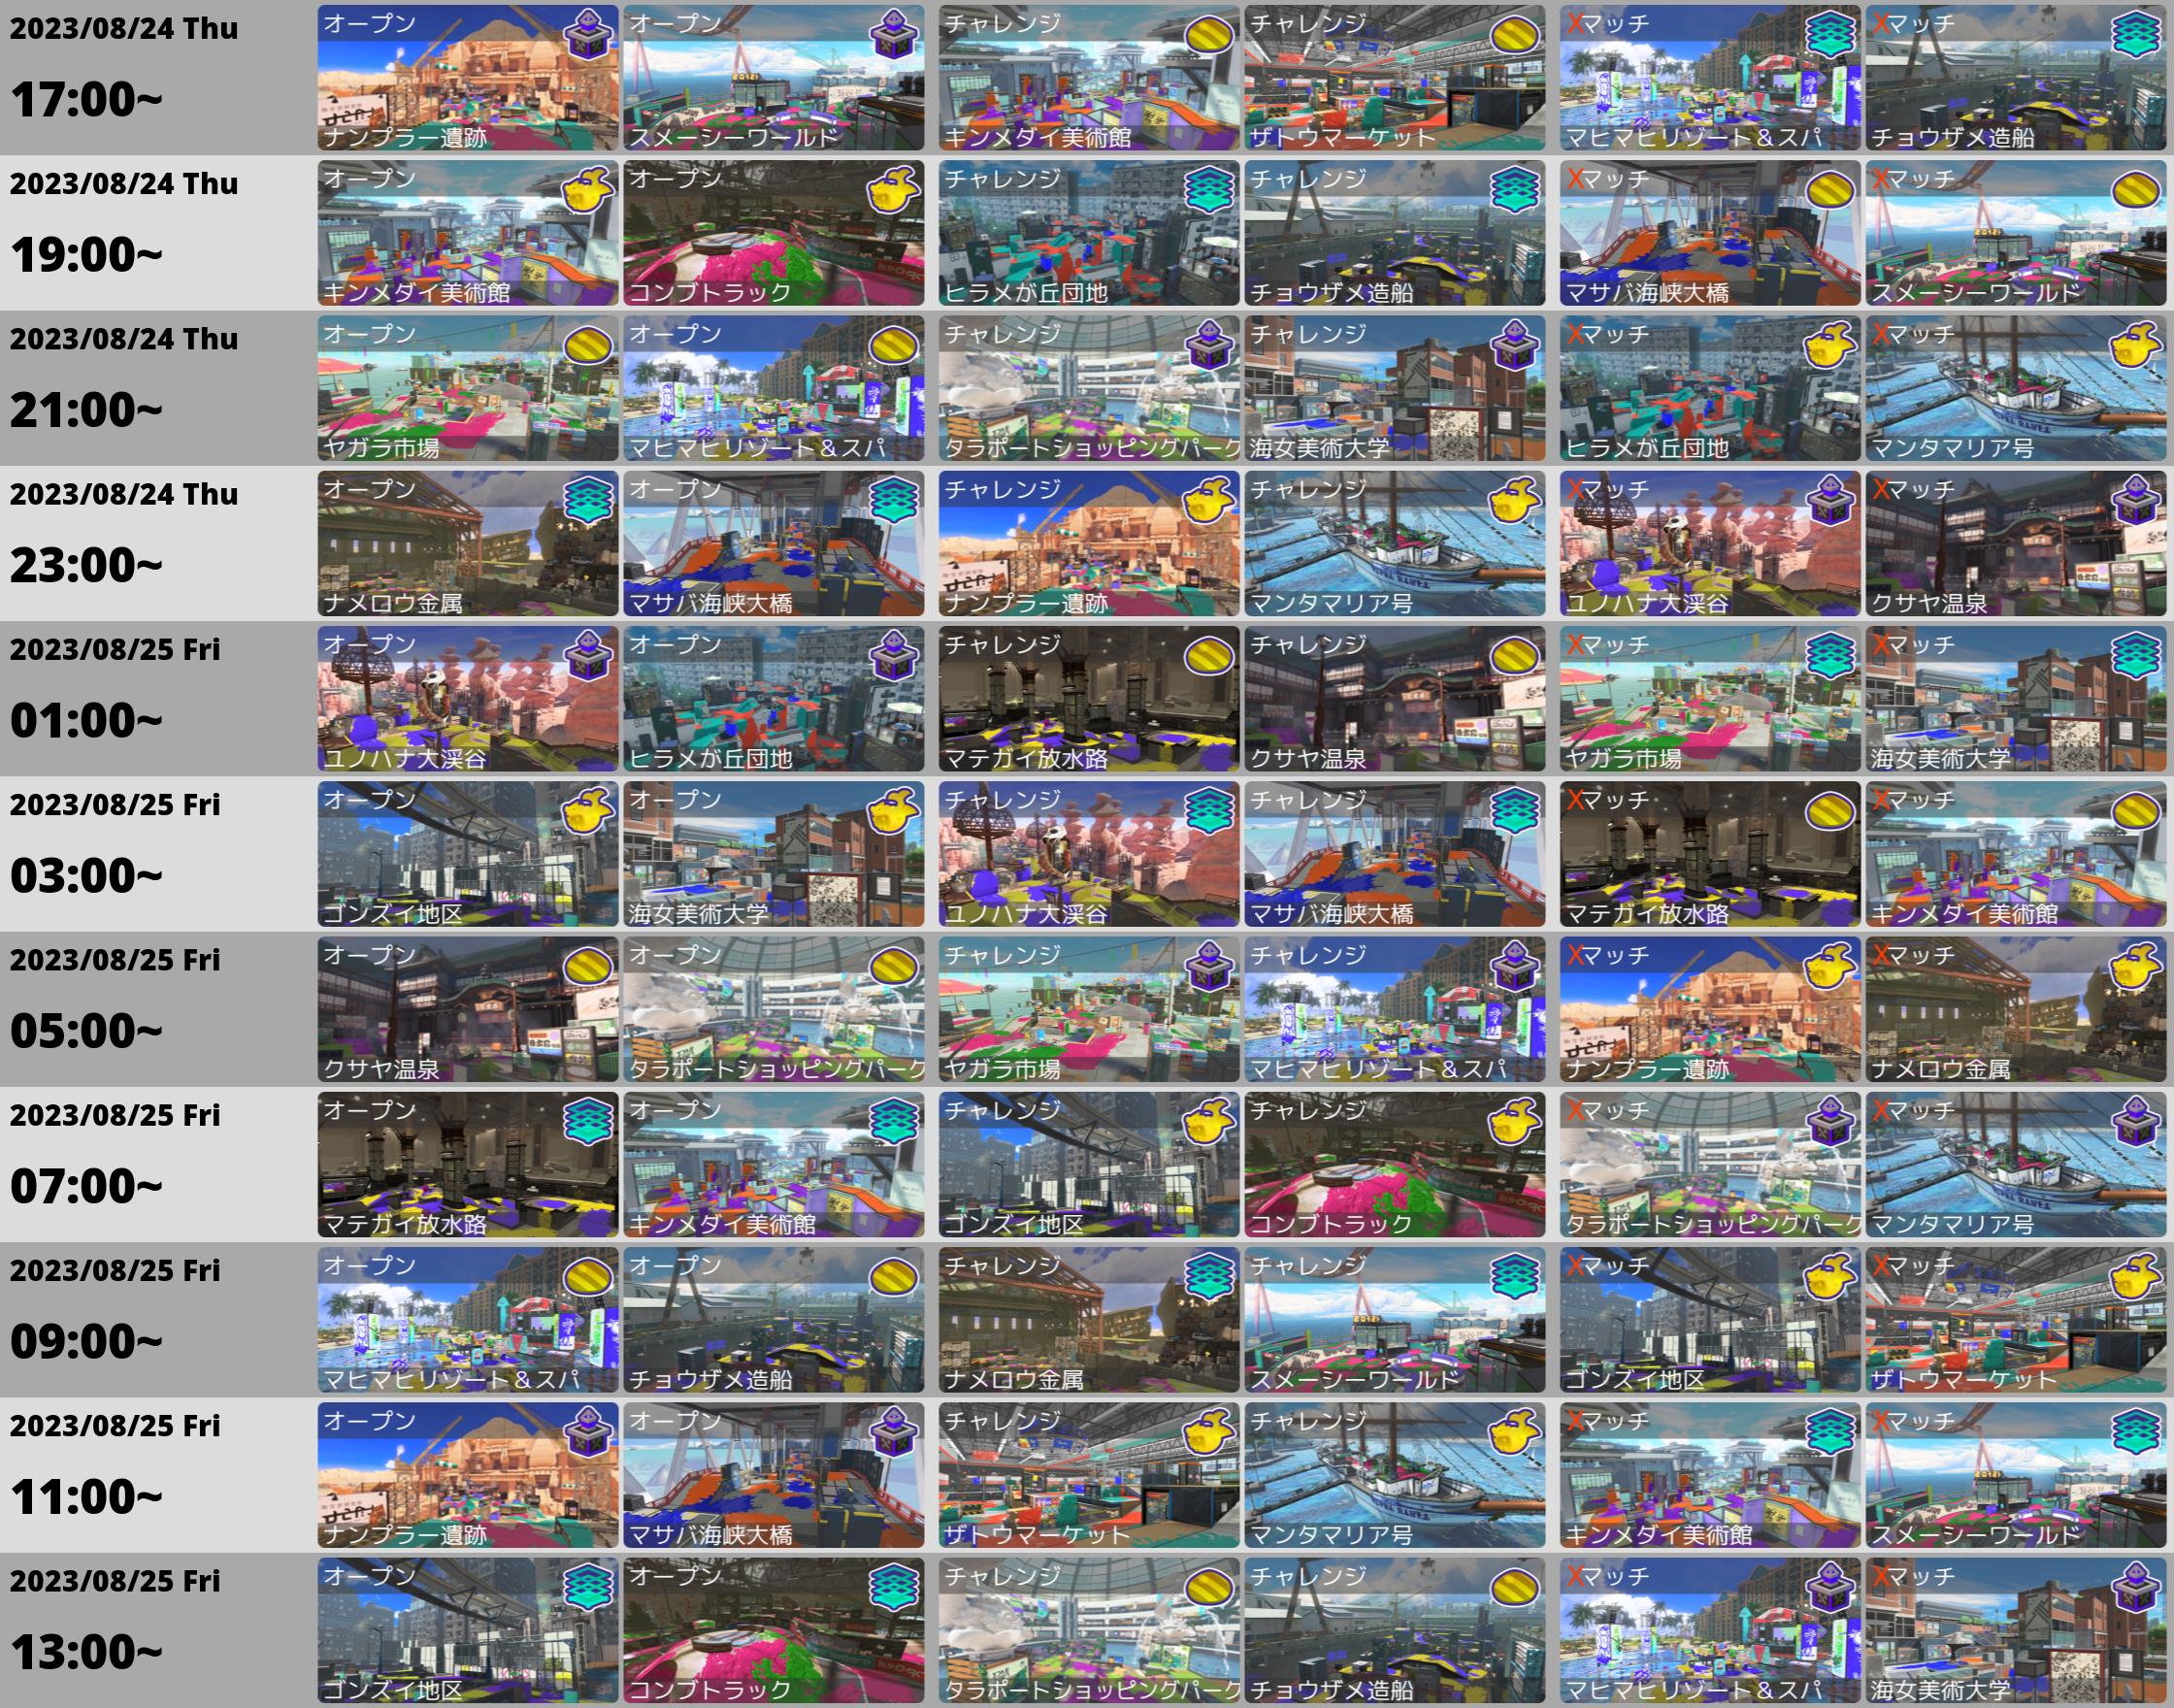 2023/08/24 Thu
17:00~
オープン
ナンプラー遺跡
オープン
スメーシーワールド
チャレンジ
キンメダイ美術館
チャレンジ
ザトウマーケット
Xマッチ
マヒマヒリゾート＆スパ
Xマッチ
チョウザメ造船
2023/08/24 Thu
19:00~
オープン
キンメダイ美術館
オープン
コンブトラック
チャレンジ
ヒラメが丘団地
チャレンジ
チョウザメ造船
Xマッチ
マサバ海峡大橋
Xマッチ
スメーシーワールド
2023/08/24 Thu
21:00~
オープン
ヤガラ市場
オープン
マヒマヒリゾート＆スパ
チャレンジ
タラポートショッピングパーク
チャレンジ
海女美術大学
Xマッチ
ヒラメが丘団地
Xマッチ
マンタマリア号
2023/08/24 Thu
23:00~
オープン
ナメロウ金属
オープン
マサバ海峡大橋
チャレンジ
ナンプラー遺跡
チャレンジ
マンタマリア号
Xマッチ
ユノハナ大渓谷
Xマッチ
クサヤ温泉
2023/08/25 Fri
01:00~
オープン
ユノハナ大渓谷
オープン
ヒラメが丘団地
チャレンジ
マテガイ放水路
チャレンジ
クサヤ温泉
Xマッチ
ヤガラ市場
Xマッチ
海女美術大学
2023/08/25 Fri
03:00~
オープン
ゴンズイ地区
オープン
海女美術大学
チャレンジ
ユノハナ大渓谷
チャレンジ
マサバ海峡大橋
Xマッチ
マテガイ放水路
Xマッチ
キンメダイ美術館
2023/08/25 Fri
05:00~
オープン
クサヤ温泉
オープン
タラポートショッピングパーク
チャレンジ
ヤガラ市場
チャレンジ
マヒマヒリゾート＆スパ
Xマッチ
ナンプラー遺跡
Xマッチ
ナメロウ金属
2023/08/25 Fri
07:00~
オープン
マテガイ放水路
オープン
キンメダイ美術館
チャレンジ
ゴンズイ地区
チャレンジ
コンブトラック
Xマッチ
タラポートショッピングパーク
Xマッチ
マンタマリア号
2023/08/25 Fri
09:00~
オープン
マヒマヒリゾート＆スパ
オープン
チョウザメ造船
チャレンジ
ナメロウ金属
チャレンジ
スメーシーワールド
Xマッチ
ゴンズイ地区
Xマッチ
ザトウマーケット
2023/08/25 Fri
11:00~
オープン
ナンプラー遺跡
オープン
マサバ海峡大橋
チャレンジ
ザトウマーケット
チャレンジ
マンタマリア号
Xマッチ
キンメダイ美術館
Xマッチ
スメーシーワールド
2023/08/25 Fri
13:00~
オープン
ゴンズイ地区
オープン
コンブトラック
チャレンジ
タラポートショッピングパーク
チャレンジ
チョウザメ造船
Xマッチ
マヒマヒリゾート＆スパ
Xマッチ
海女美術大学